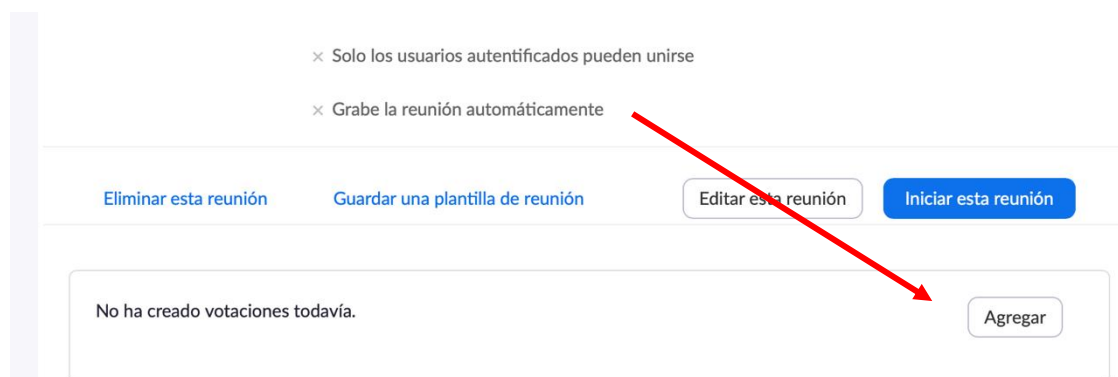 × Solo los usuarios autentificados pueden unirse
× Grabe la reunión automáticamente
Eliminar esta reunión Guardar una plantilla de reunión Editar esta reunión Iniciar esta reunión
No ha creado votaciones todavía. Agregar